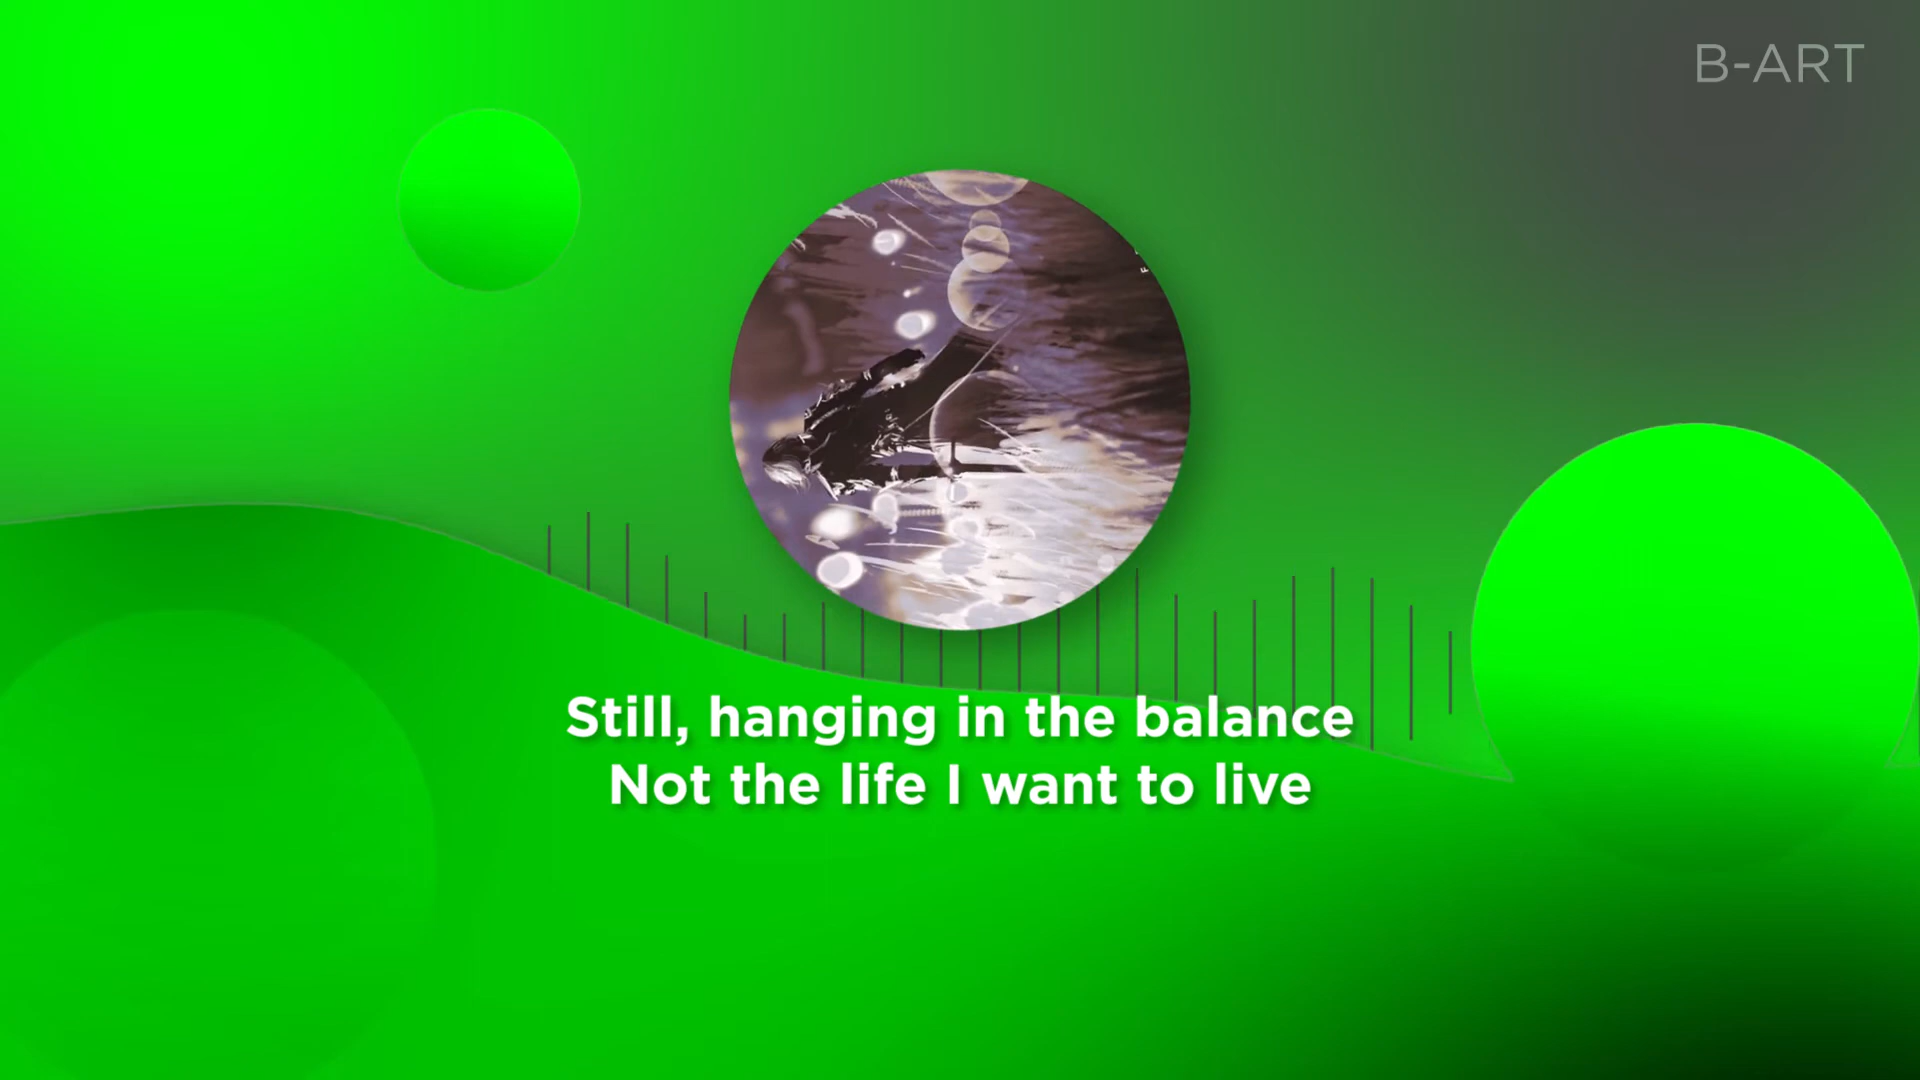 B-ART
Still, hanging in the balance
Not the life I want to live